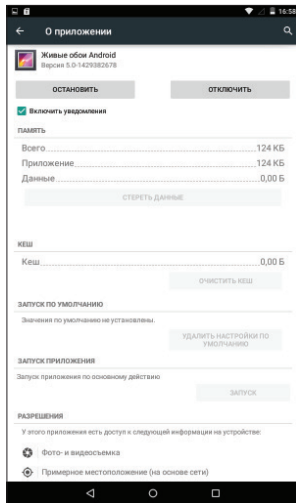 16:58
О приложении
Живые обои Android
Версия 5.0-1429382678
ОСТАНОВИТЬ ОТКЛЮЧИТЬ
Включить уведомления
ПАМЯТЬ
Всего 124 КБ
Приложение 124 КБ
Данные 0,00 Б
СТЕРЕТЬ ДАННЫЕ
КЕШ
Кеш 0,00 Б
ОЧИСТИТЬ КЕШ
ЗАПУСК ПО УМОЛЧАНИЮ
Значения по умолчанию не установлены.
УДАЛИТЬ НАСТРОЙКИ ПО
УМОЛЧАНИЮ
ЗАПУСК ПРИЛОЖЕНИЯ
Запуск приложения по основному действию
ЗАПУСК
РАЗРЕШЕНИЯ
У этого приложения есть доступ к следующей информации на устройстве:
Фото- и видеосъемка
Примерное местоположение (на основе сети)